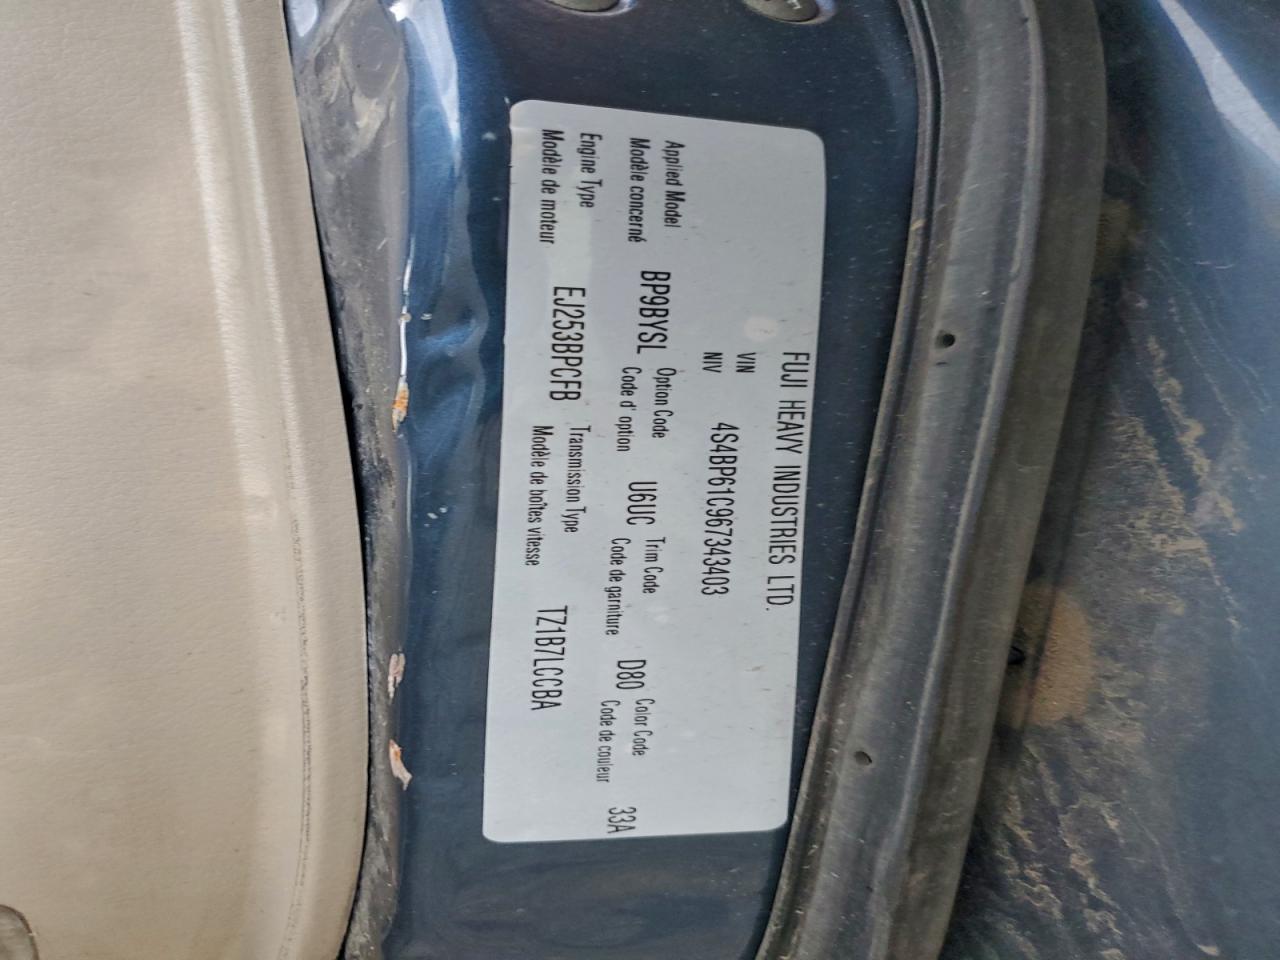 FUJI HEAVY INDUSTRIES LTD.
VIN
NIV 4S4BP61C967343403
Applied Model
Modèle concerné BP9BYSL
Option Code
Code d' option U6UC
Trim Code
Code de garniture D80
Color Code
Code de couleur 33A
Engine Type
Modèle de moteur EJ253BPCFB
Transmission Type
Modèle de boîtes vitesse TZ1B7LCCBA